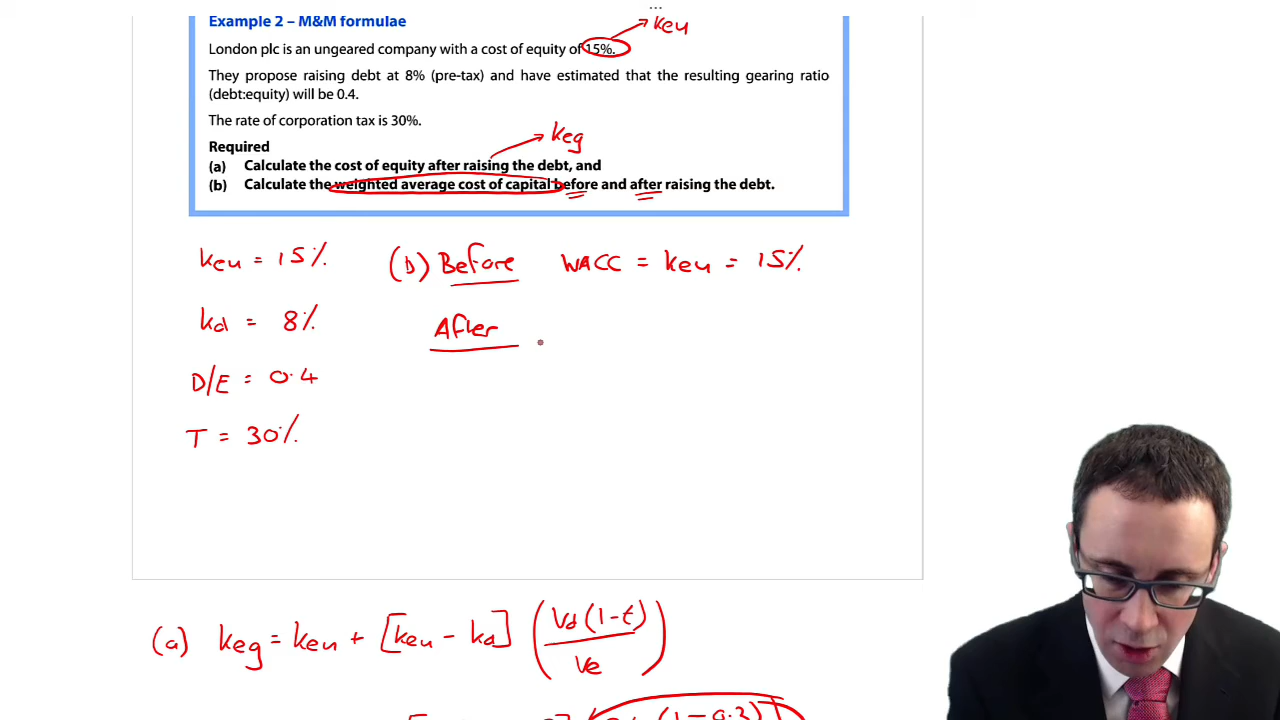 Example 2 – M&M formulae
keu
London plc is an ungeared company with a cost of equity of 15%.
They propose raising debt at 8% (pre-tax) and have estimated that the resulting gearing ratio
(debt:equity) will be 0.4.
The rate of corporation tax is 30%.
keg
Required
(a) Calculate the cost of equity after raising the debt, and
(b) Calculate the weighted average cost of capital before and after raising the debt.
keu = 15%
(b) Before WACC = keu = 15%
kd = 8%
After
D/E = 0.4
T = 30%
(a) keg = keu + [keu - kd] (Vd(1-t) / Ve)
(1-0.3)